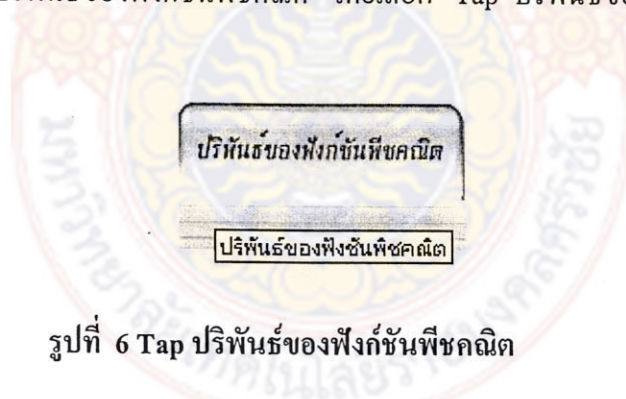 ปริพันธ์ของฟังก์ชันพีชคณิต
ปริพันธ์ของฟังชันพิชคณิต
รูปที่ 6 Tap ปริพันธ์ของฟังก์ชันพีชคณิต